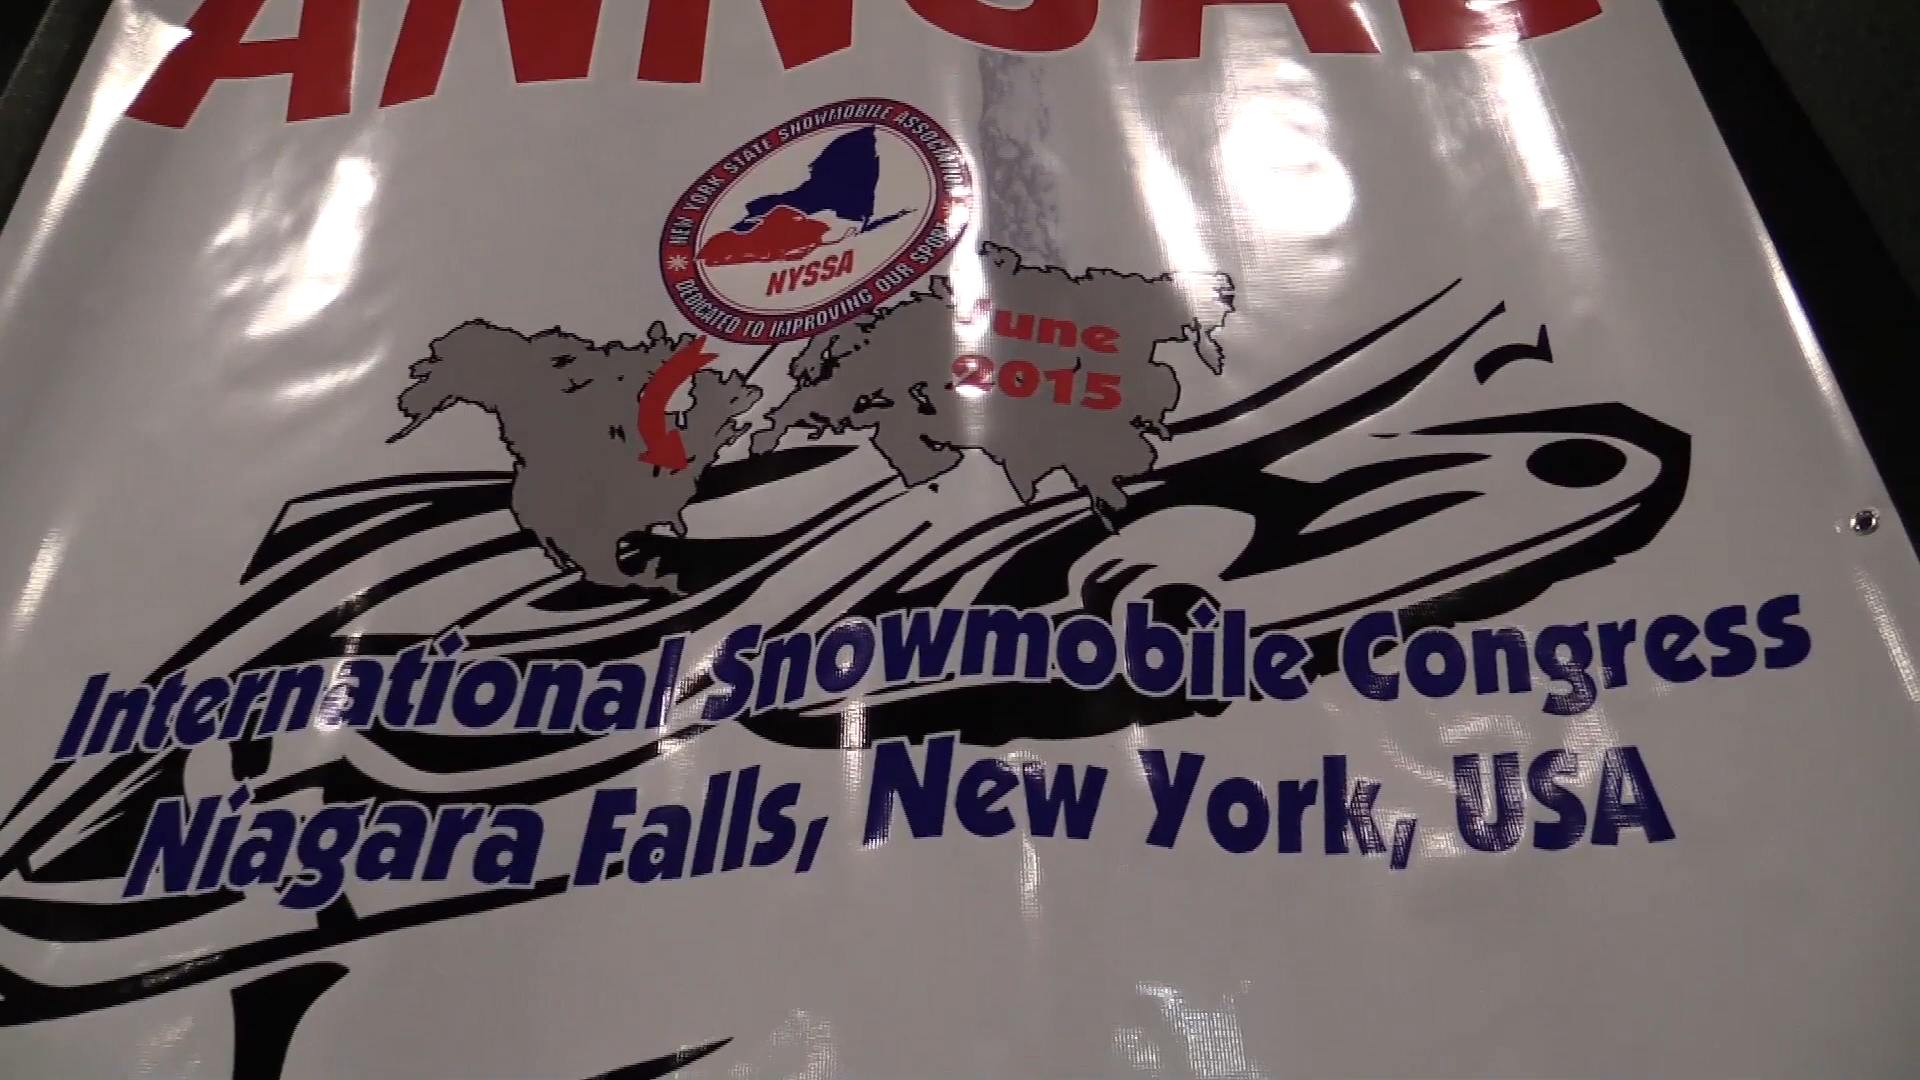 ANNUAL
NEW YORK STATE SNOWMOBILE ASSOCIATION
NYSSA
DEDICATED TO IMPROVING OUR SPORT
June
2015
International Snowmobile Congress
Niagara Falls, New York, USA